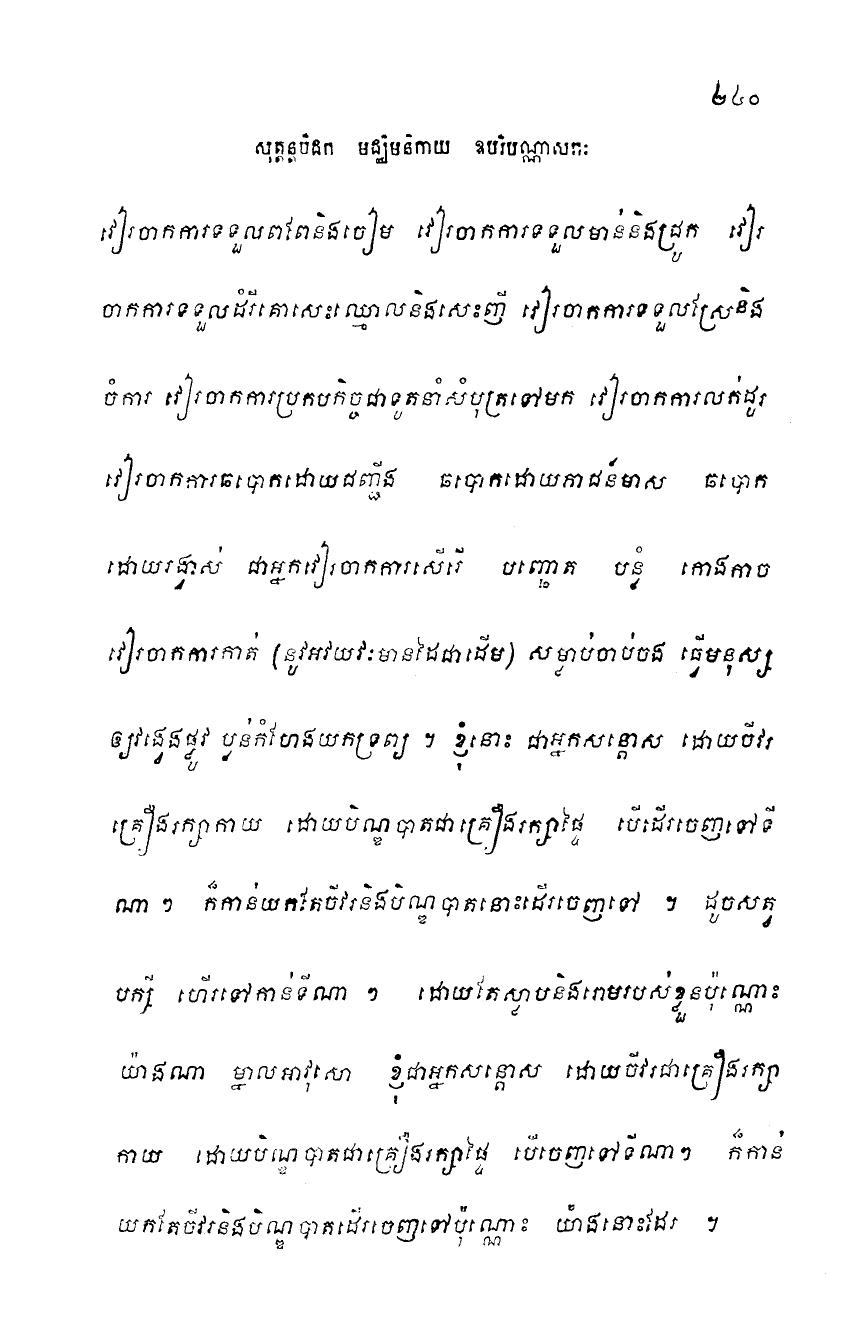 ២៤០
សុត្តន្តបិដក មជ្ឈិមនិកាយ ឧបរិបណ្ណាសកៈ
វៀរចាកការទទួលពពែនិងចៀម វៀរចាកការទទួលមាន់និងជ្រូក វៀរ
ចាកការទទួលដំរីគោសេះឈ្មោលនិងសេះញី វៀរចាកការទទួលស្រែនិង
ចំការ វៀរចាកការប្រកបកិច្ចជាទូតនាំសំបុត្រទៅមក វៀរចាកការលក់ដូរ
វៀរចាកការឆបោកដោយជញ្ជីង ឆបោកដោយភាជន៍មាស ឆបោក
ដោយរង្វាស់ ជាអ្នកវៀរចាកការសើរើ បញ្ឆោត បន្លំ កោងកាច
វៀរចាកការកាត់ (នូវអវយវៈមានដៃជាដើម) សម្លាប់ចាប់ចង ធ្វើមនុស្ស
ឲ្យវង្វេងផ្លូវ ប្លន់កំហែងយកទ្រព្យ ។ ខ្ញុំនោះ ជាអ្នកសន្តោស ដោយចីវរ
គ្រឿងរក្សាកាយ ដោយបិណ្ឌបាតជាគ្រឿងរក្សាផ្ទៃ បើដើរចេញទៅទី
ណា ៗ ក៏កាន់យកតែចីវរនិងបិណ្ឌបាតនោះដើរចេញទៅ ។ ដូចសត្វ
បក្សី ហើរទៅកាន់ទីណា ៗ ដោយតែស្លាបនិងរោមរបស់ខ្លួនប៉ុណ្ណោះ
យ៉ាងណា ម្នាលអាវុសោ ខ្ញុំជាអ្នកសន្តោស ដោយចីវរជាគ្រឿងរក្សា
កាយ ដោយបិណ្ឌបាតជាគ្រឿងរក្សាផ្ទៃ បើចេញទៅទីណាៗ ក៏កាន់
យកតែចីវរនិងបិណ្ឌបាតដើរចេញទៅប៉ុណ្ណោះ យ៉ាងនោះដែរ ។